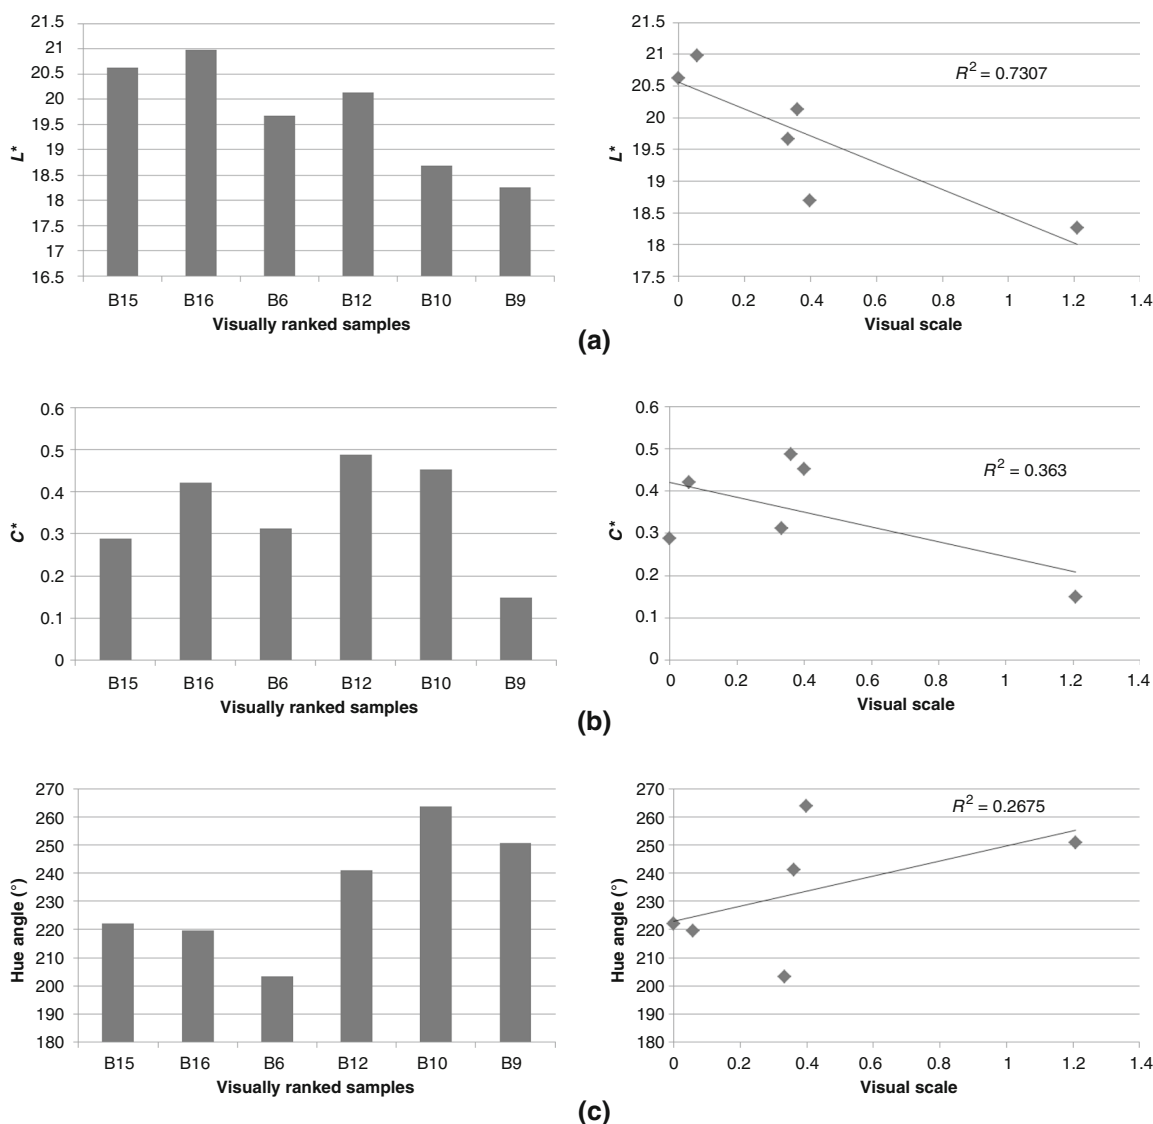 21.5
21
20.5
20
19.5
19
18.5
18
17.5
17
16.5
L*
B15 B16 B6 B12 B10 B9
Visually ranked samples
21.5
21
20.5
20
19.5
19
18.5
18
17.5
L*
R² = 0.7307
0 0.2 0.4 0.6 0.8 1 1.2 1.4
Visual scale
(a)
0.6
0.5
0.4
0.3
0.2
0.1
0
C*
B15 B16 B6 B12 B10 B9
Visually ranked samples
0.6
0.5
0.4
0.3
0.2
0.1
0
C*
R² = 0.363
0 0.2 0.4 0.6 0.8 1 1.2 1.4
Visual scale
(b)
270
260
250
240
230
220
210
200
190
180
Hue angle (°)
B15 B16 B6 B12 B10 B9
Visually ranked samples
270
260
250
240
230
220
210
200
190
180
Hue angle (°)
R² = 0.2675
0 0.2 0.4 0.6 0.8 1 1.2 1.4
Visual scale
(c)